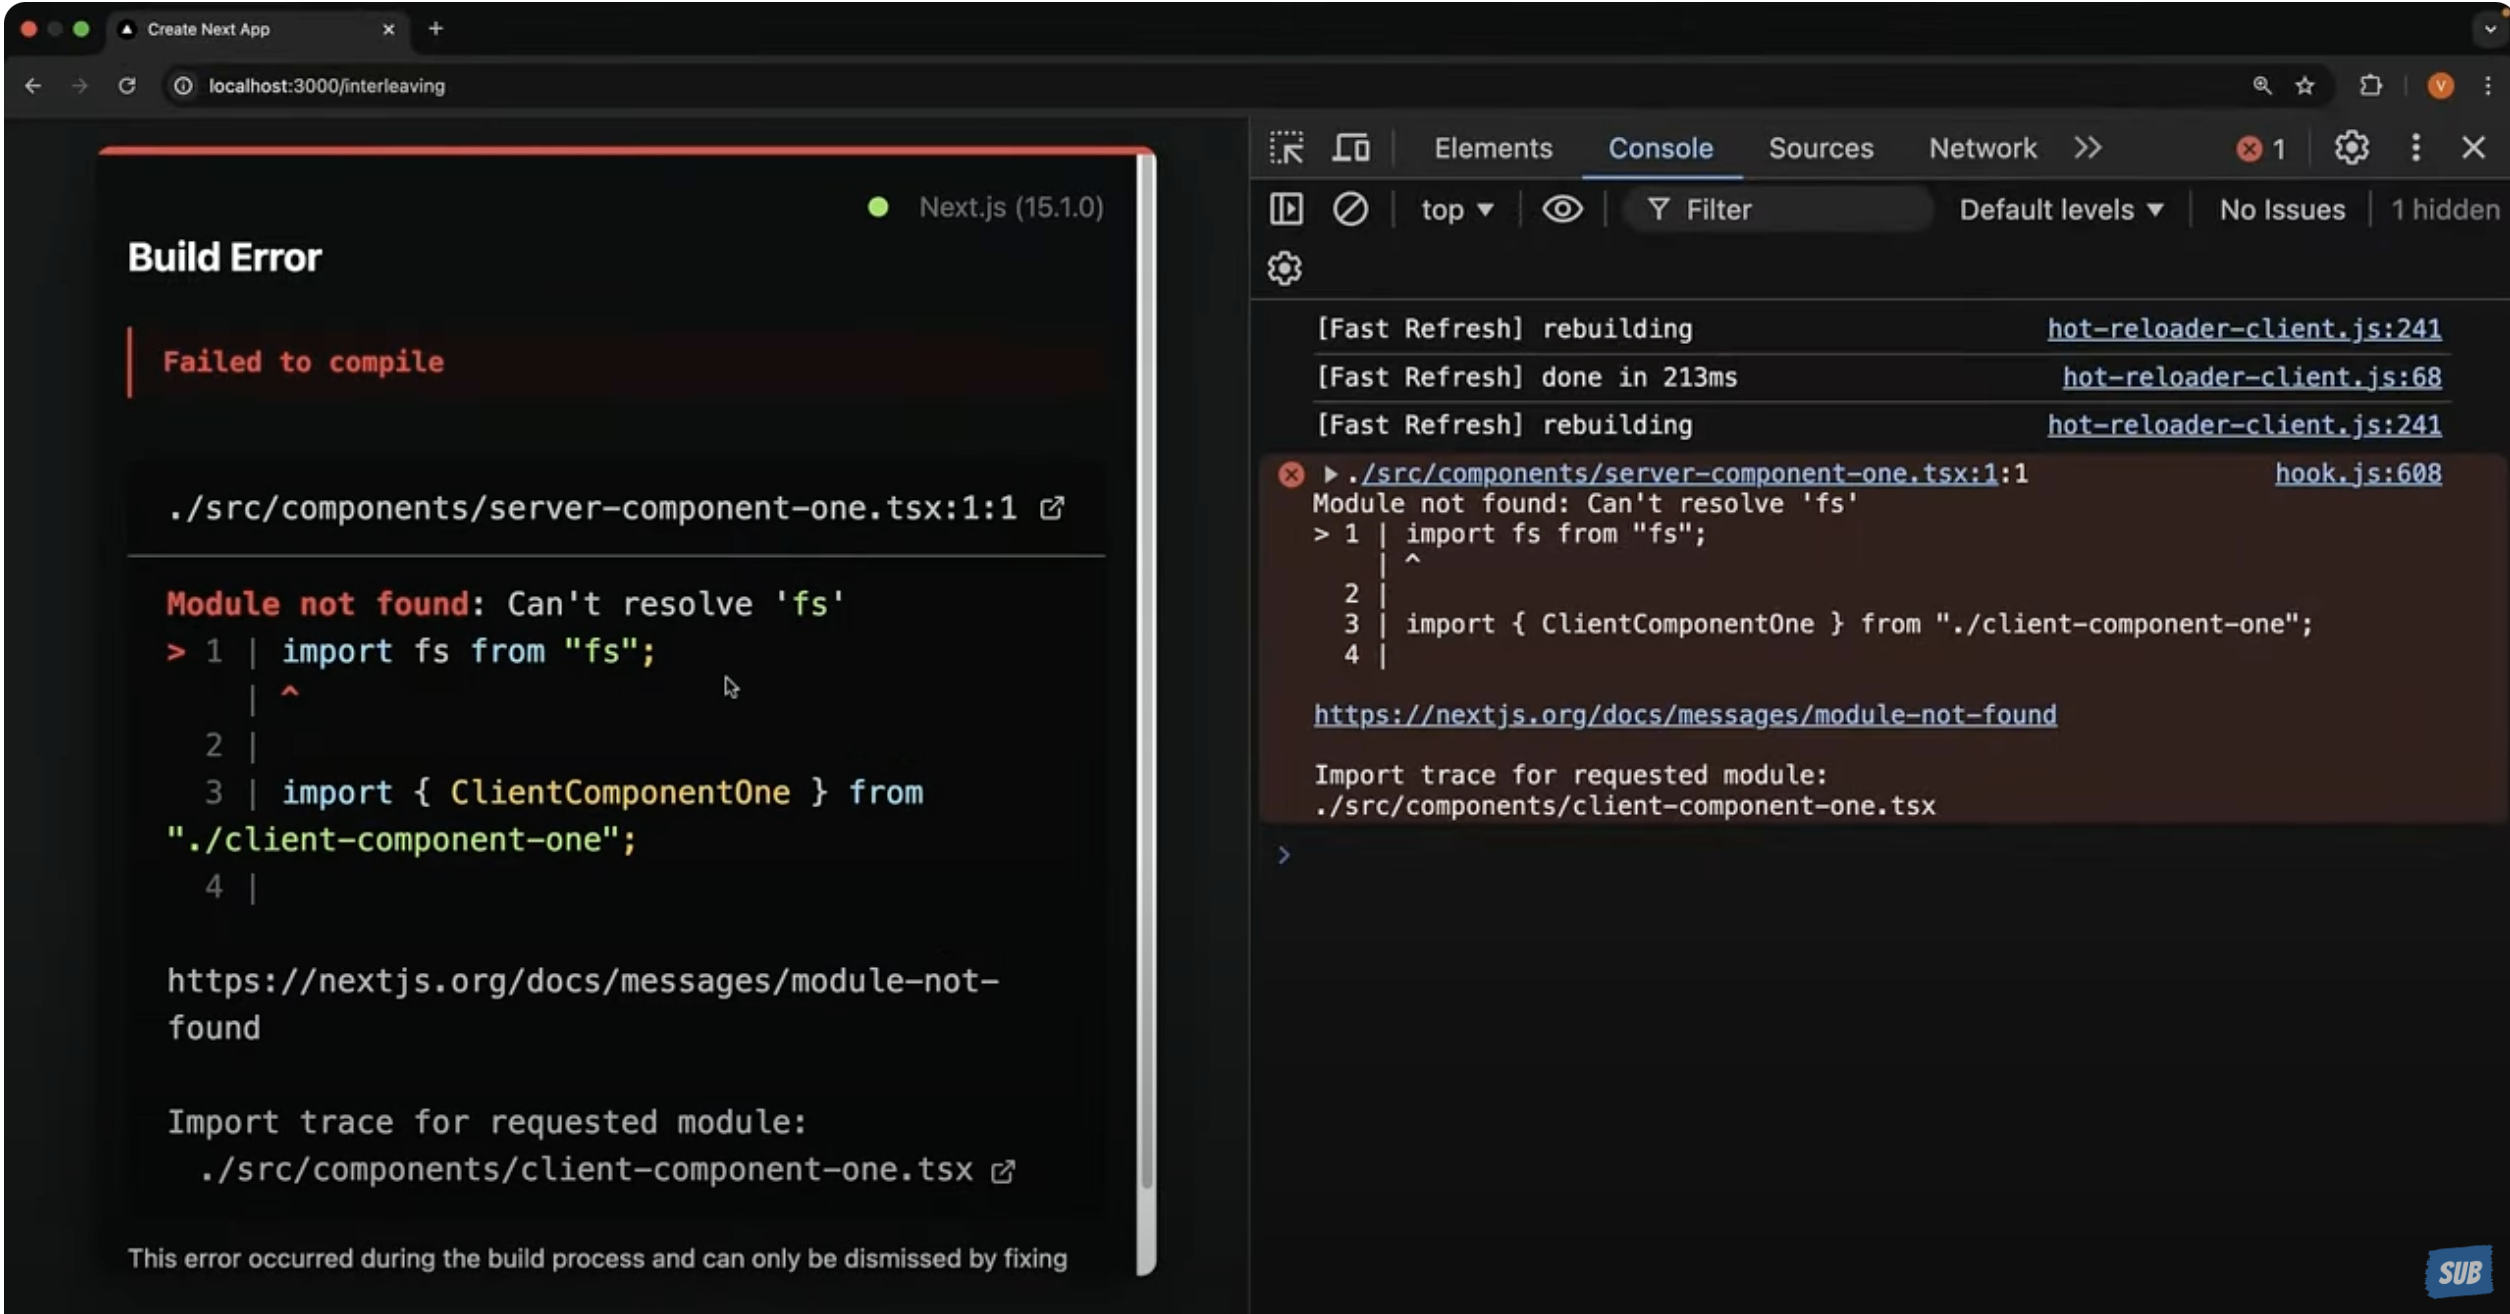 Create Next App
localhost:3000/interleaving
V
Next.js (15.1.0)
Build Error
Failed to compile
./src/components/server-component-one.tsx:1:1
Module not found: Can't resolve 'fs'
> 1 | import fs from "fs";
| ^
2 |
3 | import { ClientComponentOne } from
"./client-component-one";
4 |
https://nextjs.org/docs/messages/module-not-
found
Import trace for requested module:
./src/components/client-component-one.tsx
This error occurred during the build process and can only be dismissed by fixing
Elements Console Sources Network 1
top Filter Default levels No Issues 1 hidden
[Fast Refresh] rebuilding hot-reloader-client.js:241
[Fast Refresh] done in 213ms hot-reloader-client.js:68
[Fast Refresh] rebuilding hot-reloader-client.js:241
./src/components/server-component-one.tsx:1:1 hook.js:608
Module not found: Can't resolve 'fs'
> 1 | import fs from "fs";
| ^
2 |
3 | import { ClientComponentOne } from "./client-component-one";
4 |
https://nextjs.org/docs/messages/module-not-found
Import trace for requested module:
./src/components/client-component-one.tsx
SUB